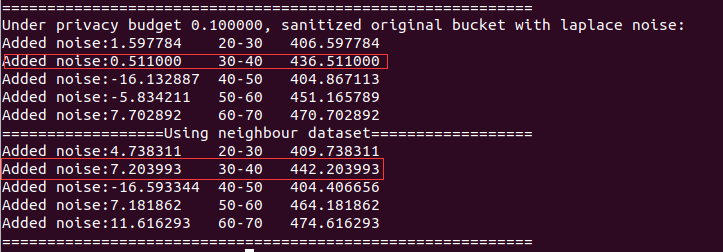 ===========================================================
Under privacy budget 0.100000, sanitized original bucket with laplace noise:
Added noise:1.597784 20-30 406.597784
Added noise:0.511000 30-40 436.511000
Added noise:-16.132887 40-50 404.867113
Added noise:-5.834211 50-60 451.165789
Added noise:7.702892 60-70 470.702892
==================Using neighbour dataset==================
Added noise:4.738311 20-30 409.738311
Added noise:7.203993 30-40 442.203993
Added noise:-16.593344 40-50 404.406656
Added noise:7.181862 50-60 464.181862
Added noise:11.616293 60-70 474.616293
===========================================================